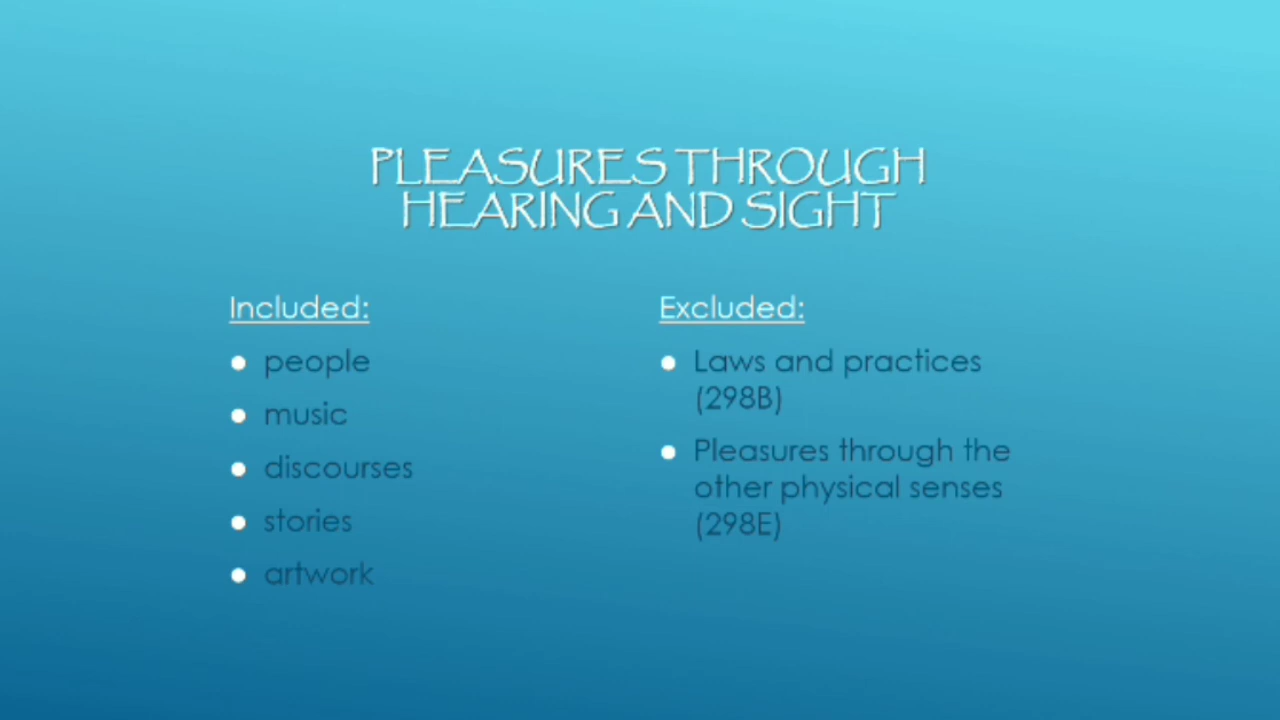 PLEASURES THROUGH
HEARING AND SIGHT
Included:
people
music
discourses
stories
artwork
Excluded:
Laws and practices
(298B)
Pleasures through the
other physical senses
(298E)